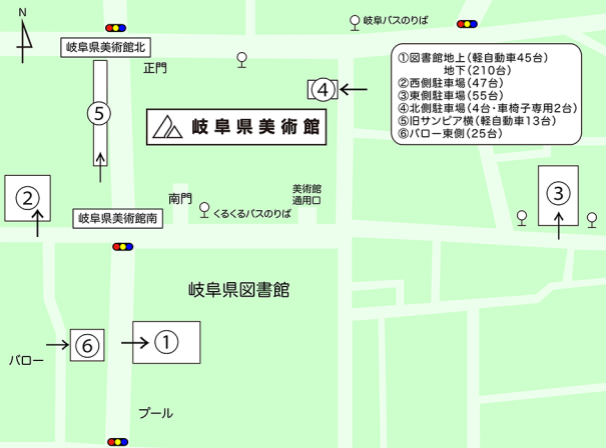 N
岐阜バスのりば
岐阜県美術館北
正門
①図書館地上(軽自動車45台)
地下(210台)
②西側駐車場(47台)
③東側駐車場(55台)
④北側駐車場(4台・車椅子専用2台)
⑤旧サンピア横(軽自動車13台)
⑥バロー東側(25台)
④
⑤
岐阜県美術館
②
岐阜県美術館南
南門
くるくるバスのりば
美術館
通用口
③
岐阜県図書館
バロー
⑥
①
プール